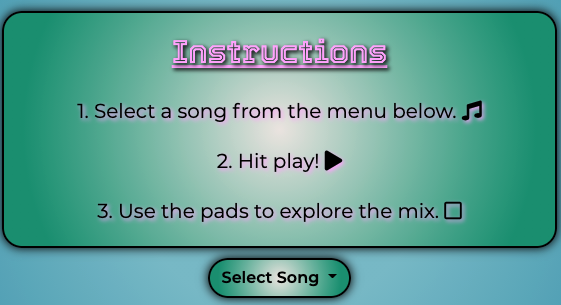 Instructions
1. Select a song from the menu below.
2. Hit play!
3. Use the pads to explore the mix.
Select Song